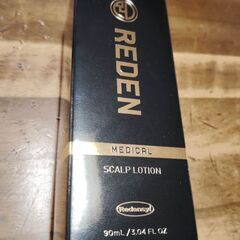 REDEN
MEDICAL
SCALP LOTION
Redensyl
90mL / 3.04 FL OZ